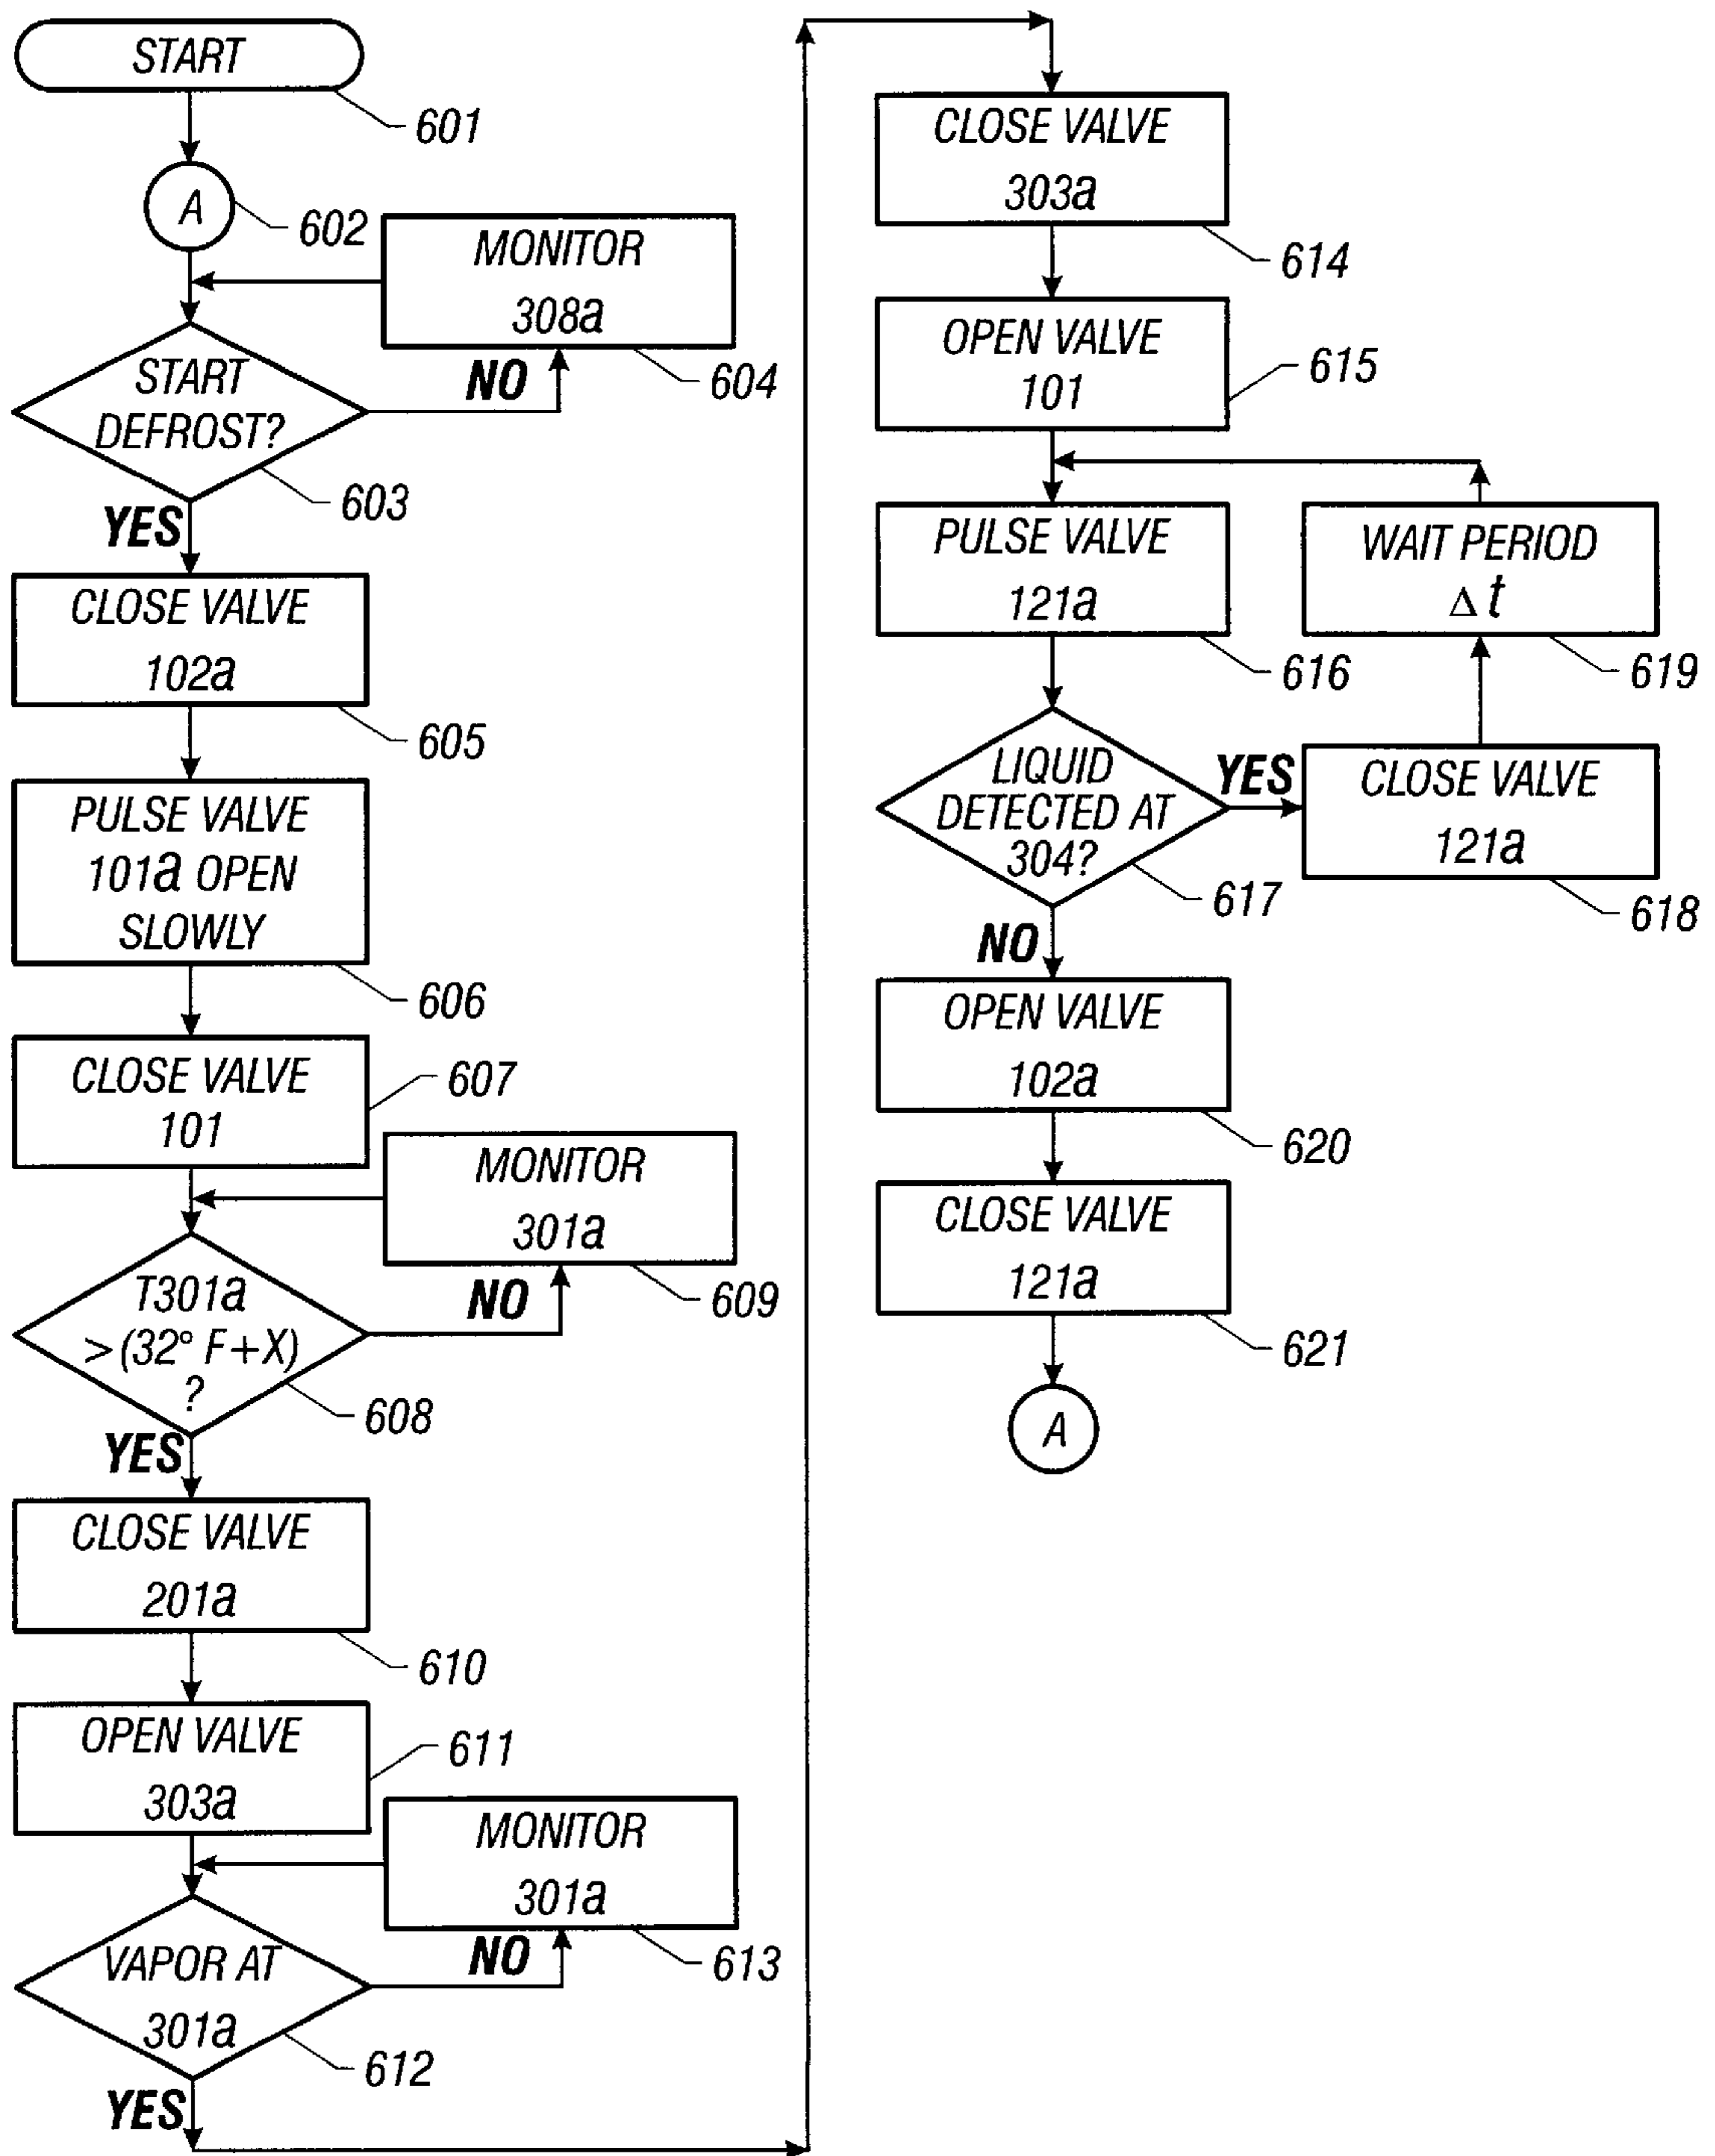 START
601
A
602
MONITOR
308a
604
START
DEFROST?
NO
603
YES
CLOSE VALVE
102a
605
PULSE VALVE
101a OPEN
SLOWLY
606
CLOSE VALVE
101
607
MONITOR
301a
609
T301a
>(32° F+X)
?
NO
608
YES
CLOSE VALVE
201a
610
OPEN VALVE
303a
611
MONITOR
301a
613
VAPOR AT
301a
NO
612
YES
CLOSE VALVE
303a
614
OPEN VALVE
101
615
PULSE VALVE
121a
616
WAIT PERIOD
Δt
619
LIQUID
DETECTED AT
304?
617
YES
CLOSE VALVE
121a
618
NO
OPEN VALVE
102a
620
CLOSE VALVE
121a
621
A